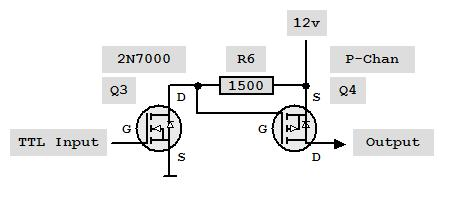 12v
2N7000 R6 P-Chan
Q3 D 1500 S Q4
G G
TTL Input Output
S D